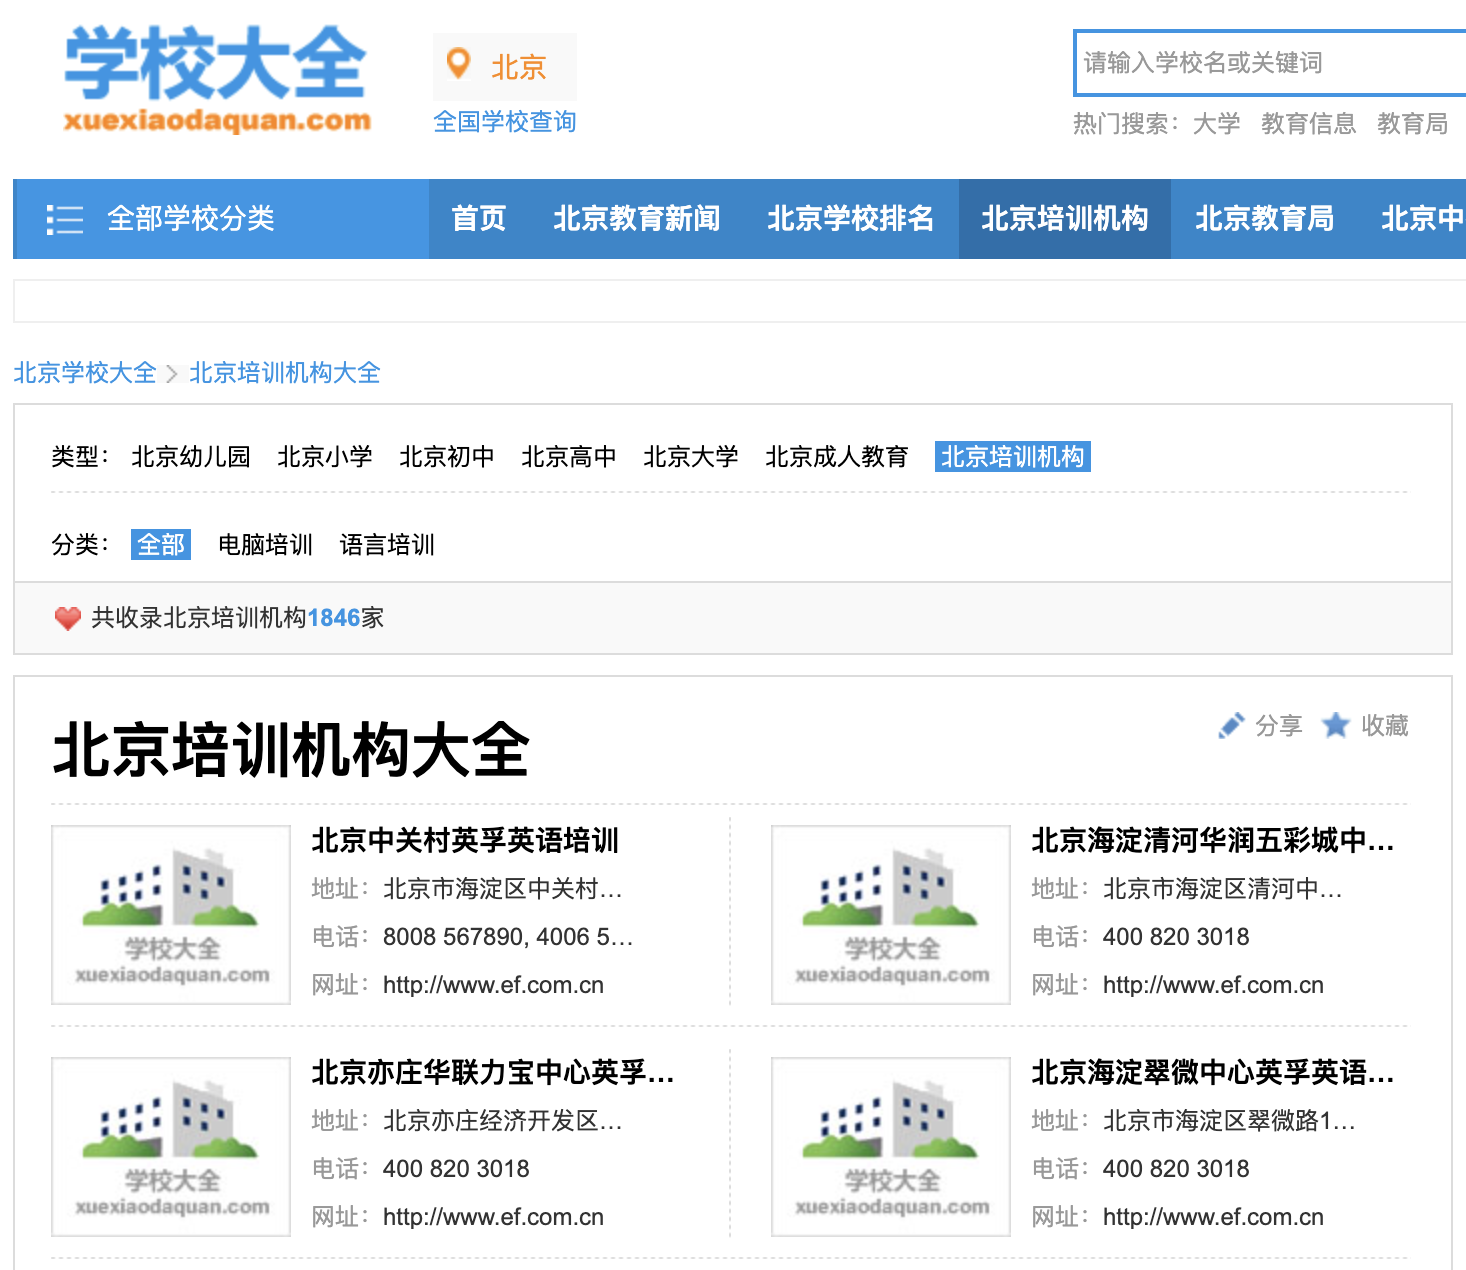 学校大全
xuexiaodaquan.com
北京
全国学校查询
请输入学校名或关键词
热门搜索：大学 教育信息 教育局
全部学校分类 首页 北京教育新闻 北京学校排名 北京培训机构 北京教育局 北京中
北京学校大全 > 北京培训机构大全
类型： 北京幼儿园 北京小学 北京初中 北京高中 北京大学 北京成人教育 北京培训机构
分类： 全部 电脑培训 语言培训
共收录北京培训机构1846家
北京培训机构大全
分享 收藏
学校大全
xuexiaodaquan.com
北京中关村英孚英语培训
地址：北京市海淀区中关村...
电话：8008 567890, 4006 5...
网址：http://www.ef.com.cn
学校大全
xuexiaodaquan.com
北京海淀清河华润五彩城中...
地址：北京市海淀区清河中...
电话：400 820 3018
网址：http://www.ef.com.cn
学校大全
xuexiaodaquan.com
北京亦庄华联力宝中心英孚...
地址：北京亦庄经济开发区...
电话：400 820 3018
网址：http://www.ef.com.cn
学校大全
xuexiaodaquan.com
北京海淀翠微中心英孚英语...
地址：北京市海淀区翠微路1...
电话：400 820 3018
网址：http://www.ef.com.cn